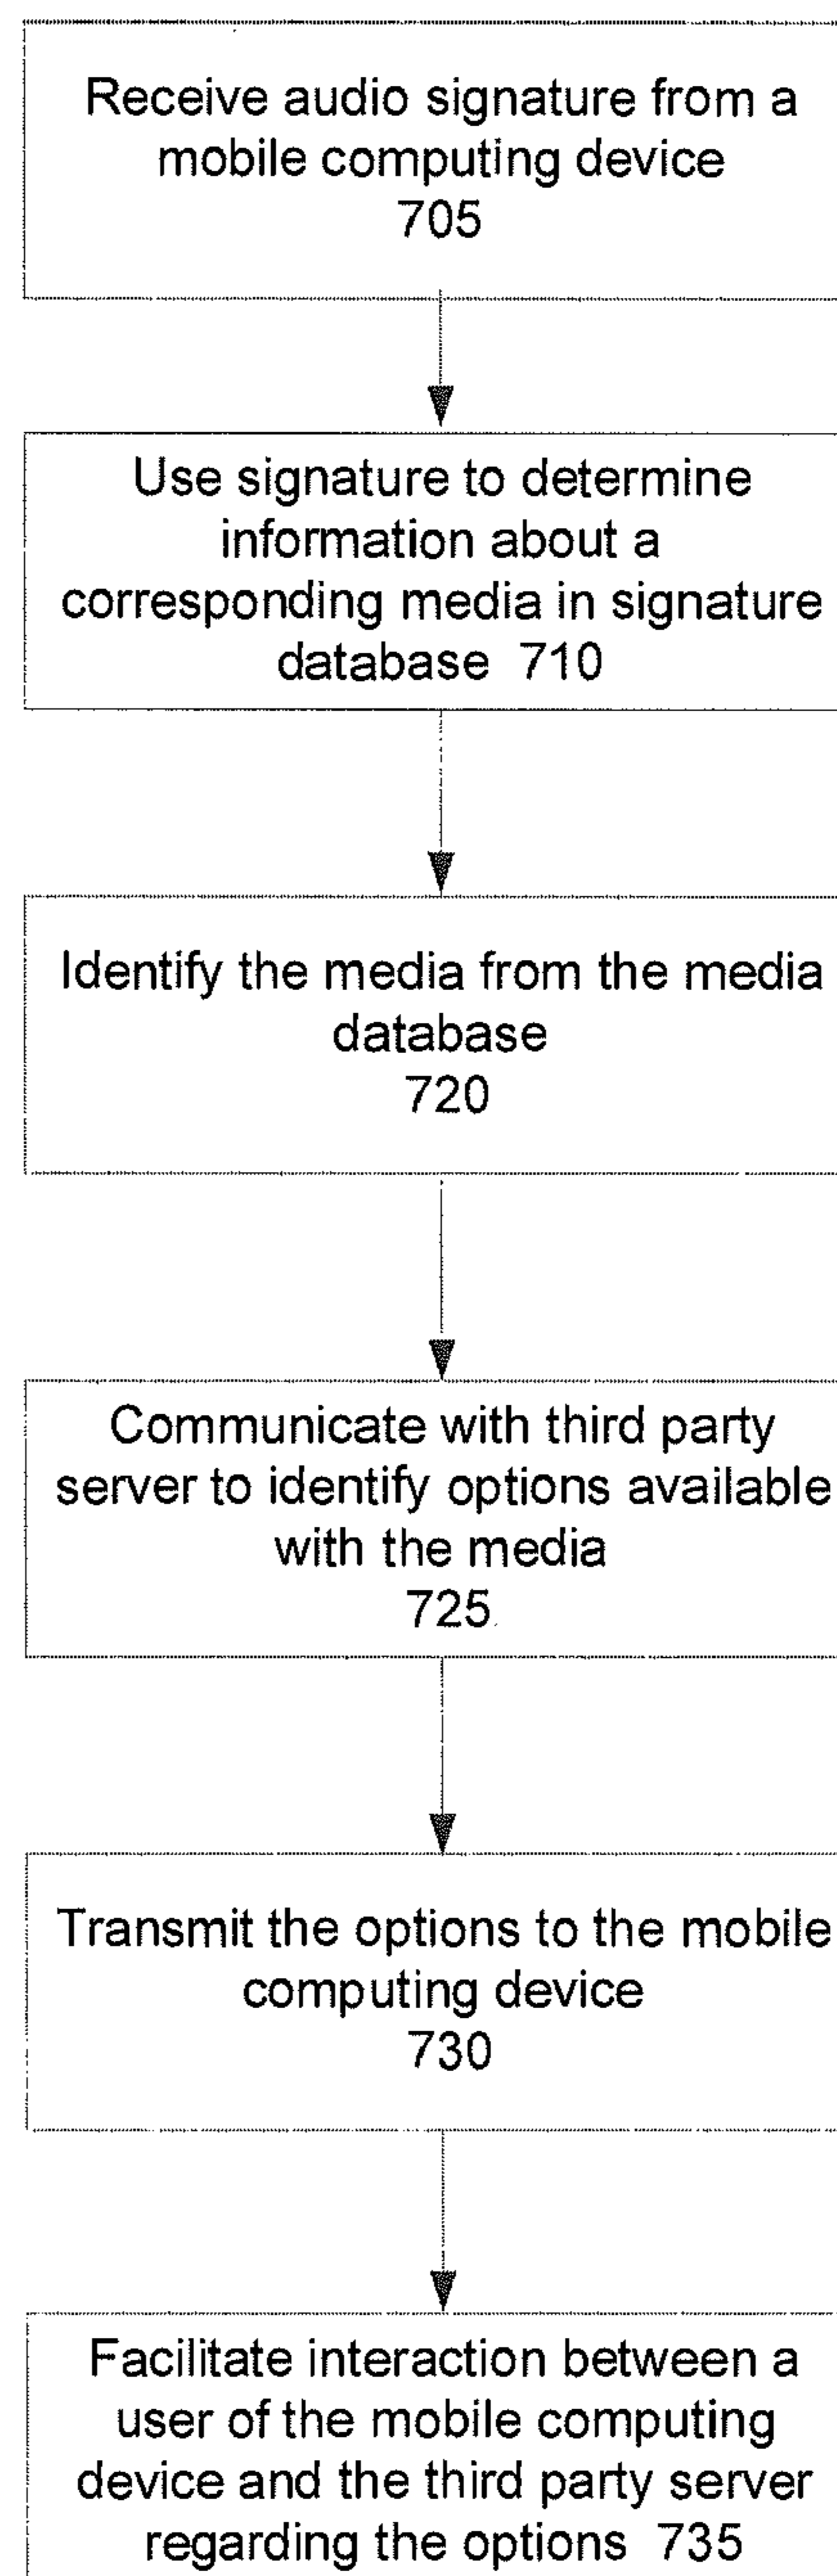 Receive audio signature from a
mobile computing device
705
Use signature to determine
information about a
corresponding media in signature
database 710
Identify the media from the media
database
720
Communicate with third party
server to identify options available
with the media
725
Transmit the options to the mobile
computing device
730
Facilitate interaction between a
user of the mobile computing
device and the third party server
regarding the options 735